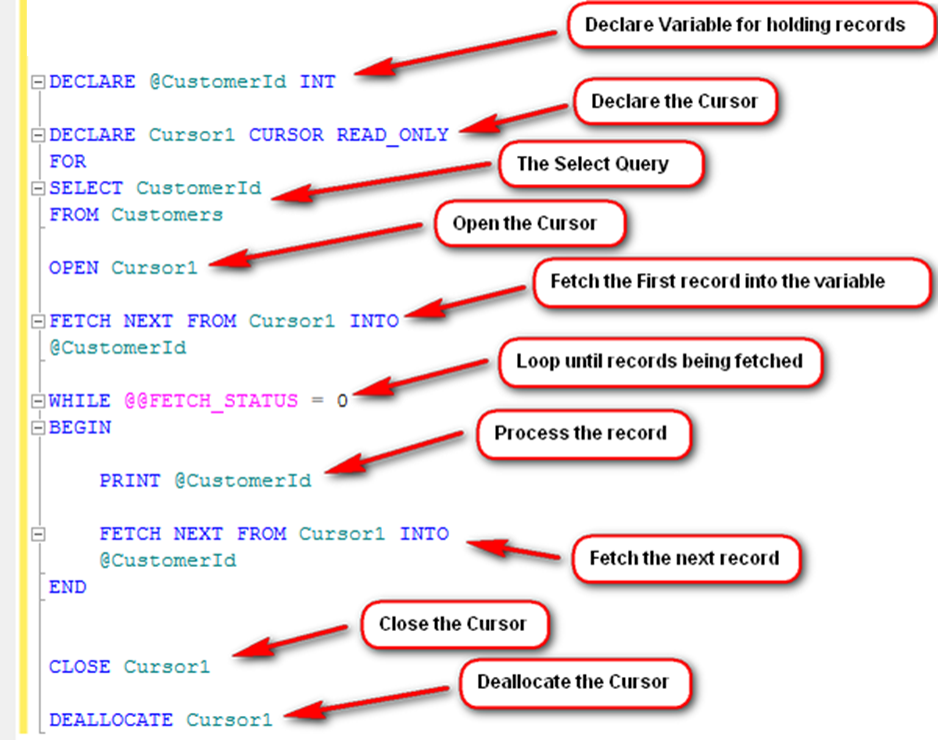 Declare Variable for holding records
DECLARE @CustomerId INT
Declare the Cursor
DECLARE Cursor1 CURSOR READ_ONLY
FOR
The Select Query
SELECT CustomerId
FROM Customers
Open the Cursor
OPEN Cursor1
Fetch the First record into the variable
FETCH NEXT FROM Cursor1 INTO
@CustomerId
Loop until records being fetched
WHILE @@FETCH_STATUS = 0
BEGIN
Process the record
PRINT @CustomerId
FETCH NEXT FROM Cursor1 INTO
@CustomerId
Fetch the next record
END
Close the Cursor
CLOSE Cursor1
Deallocate the Cursor
DEALLOCATE Cursor1